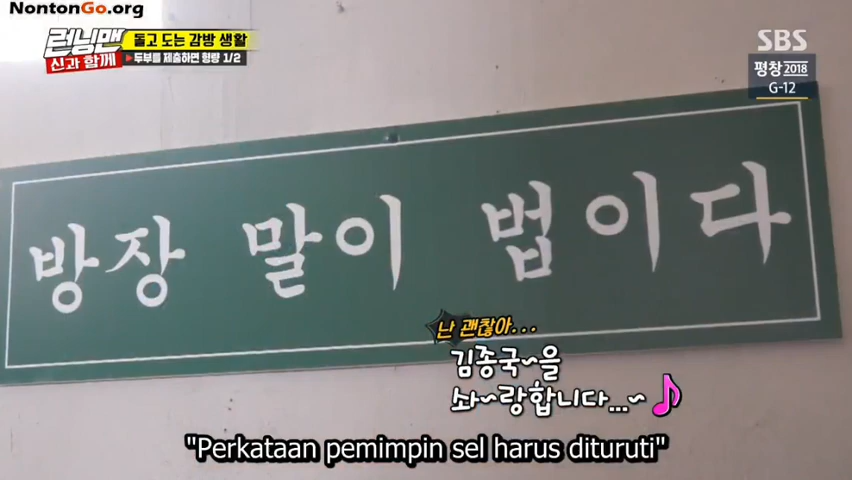 NontonGo.org
런닝맨
신과 함께
돌고 도는 감방 생활
두부를 제출하면 형량 1/2
SBS
평창 2018
G-12
방장 말이 법이다
난 괜찮아...
김종국~을
솨~랑합니다...~
"Perkataan pemimpin sel harus dituruti"